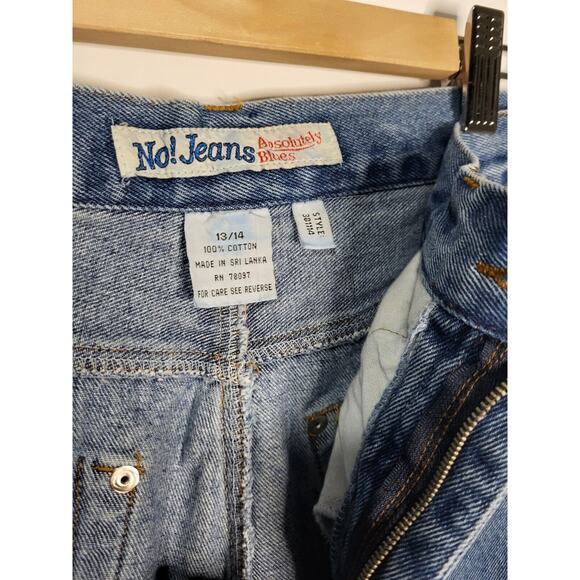 No! Jeans Absolutely
Blues
13/14
100% COTTON
MADE IN SRI LANKA
RN 78097
FOR CARE SEE REVERSE
STYLE
301114